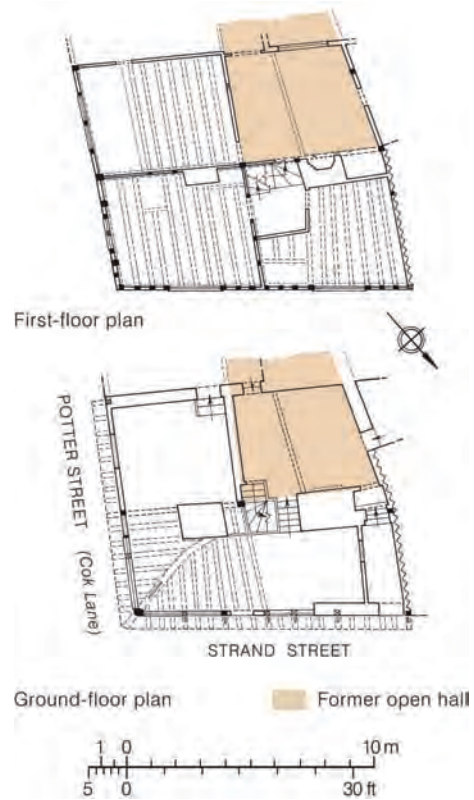 First-floor plan
POTTER STREET
(Cok Lane)
STRAND STREET
Ground-floor plan
Former open hall
1 0 10 m
5 0 30 ft